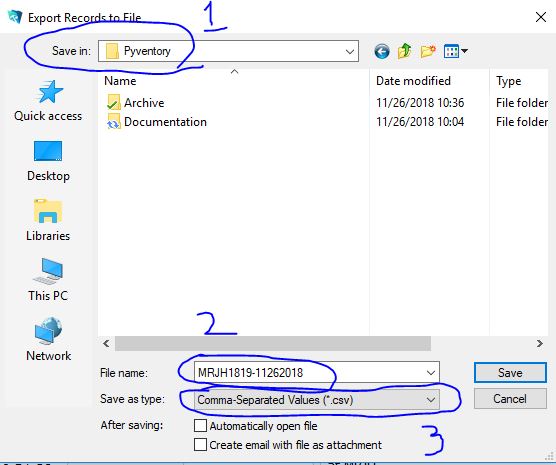 1
Export Records to File
Save in: Pyventory
Name Date modified Type
Archive 11/26/2018 10:36 File folder
Documentation 11/26/2018 10:04 File folder
Quick access
Desktop
Libraries
This PC
Network
2
File name: MRJH1819-11262018 Save
Save as type: Comma-Separated Values (*.csv) Cancel
After saving: Automatically open file
Create email with file as attachment
3